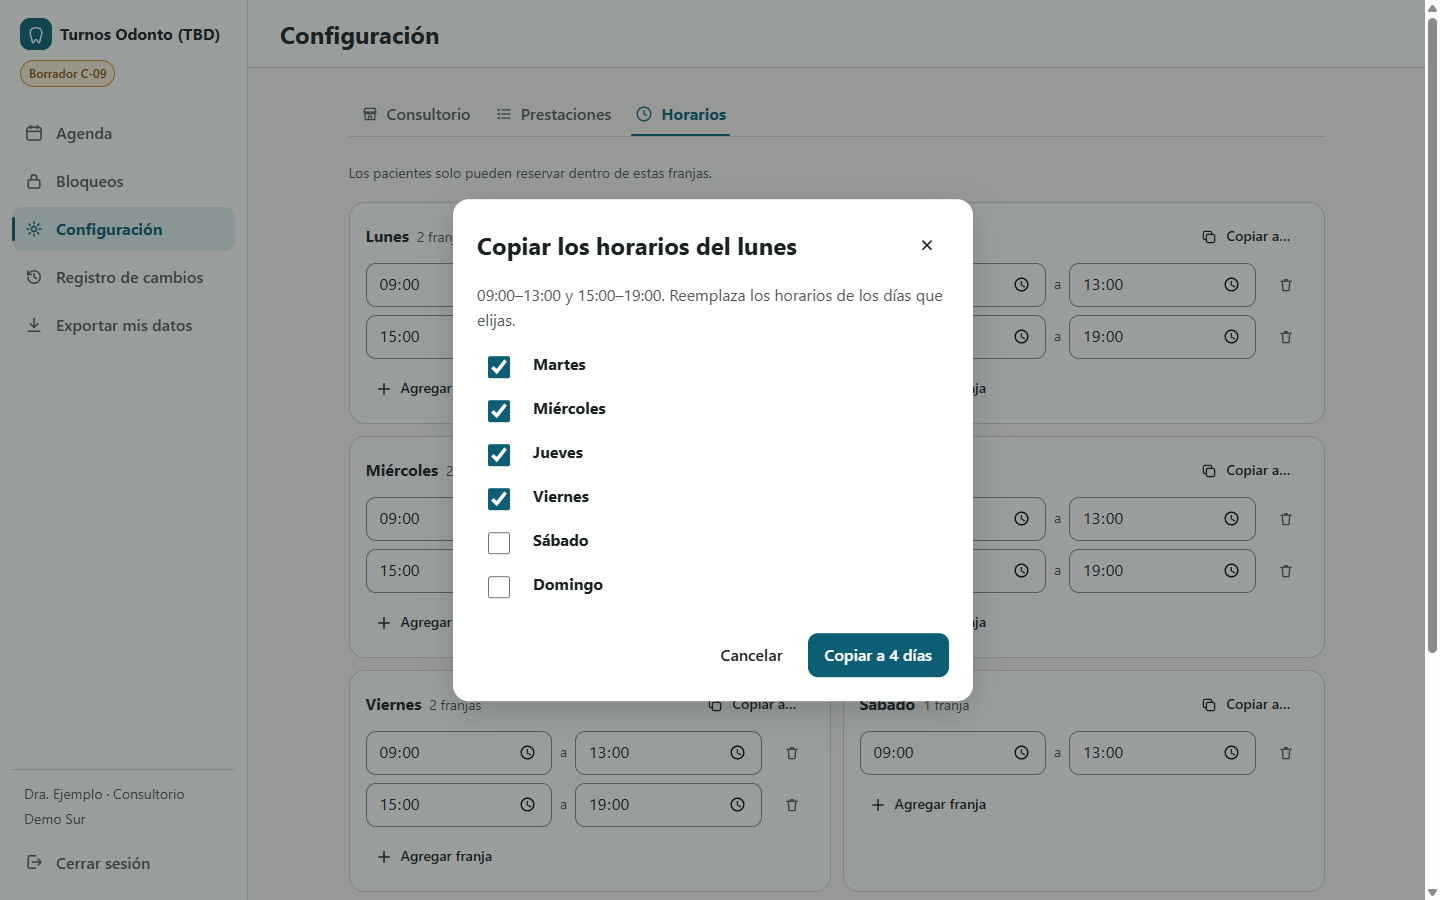 Turnos Odonto (TBD)
Borrador C-09
Agenda
Bloqueos
Configuración
Registro de cambios
Exportar mis datos
Dra. Ejemplo · Consultorio
Demo Sur
Cerrar sesión
Configuración
Consultorio
Prestaciones
Horarios
Los pacientes solo pueden reservar dentro de estas franjas.
Lunes 2 fran
Copiar a...
09:00
a 13:00
15:00
a 19:00
Agregar
Copiar los horarios del lunes
09:00–13:00 y 15:00–19:00. Reemplaza los horarios de los días que
elijas.
Martes
Miércoles
Jueves
Viernes
Sábado
Domingo
Cancelar
Copiar a 4 días
Miércoles 2
Copiar a...
09:00
a 13:00
15:00
a 19:00
Agregar
Viernes 2 franjas
Copiar a...
09:00 a 13:00
15:00 a 19:00
Agregar franja
Sábado 1 franja
Copiar a...
09:00 a 13:00
Agregar franja